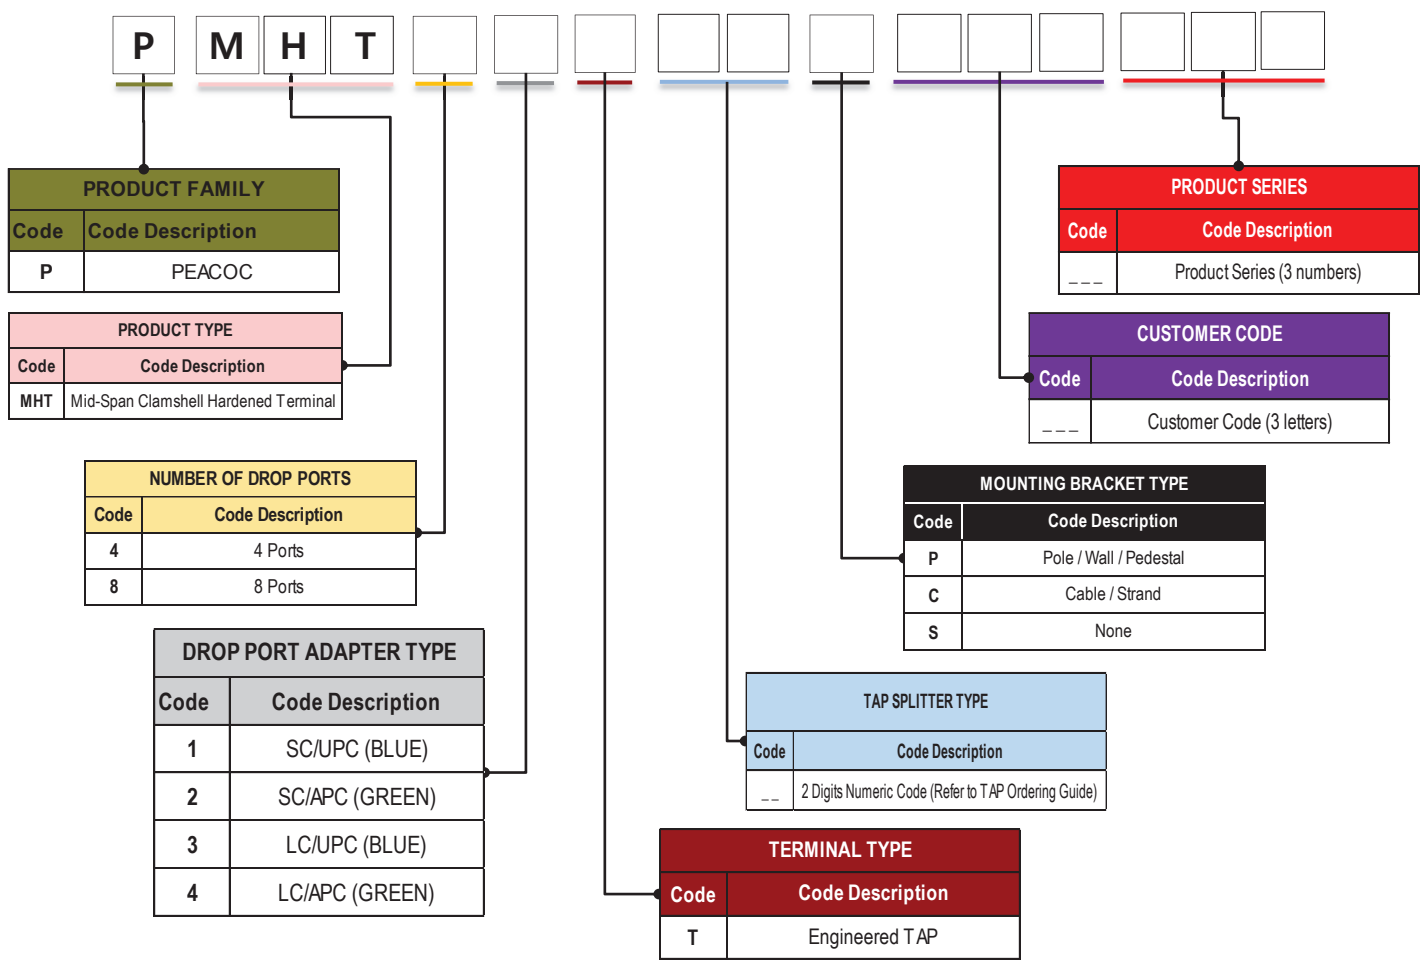 P M H T
PRODUCT FAMILY
Code Code Description
P PEACOC
PRODUCT TYPE
Code Code Description
MHT Mid-Span Clamshell Hardened Terminal
NUMBER OF DROP PORTS
Code Code Description
4 4 Ports
8 8 Ports
DROP PORT ADAPTER TYPE
Code Code Description
1 SC/UPC (BLUE)
2 SC/APC (GREEN)
3 LC/UPC (BLUE)
4 LC/APC (GREEN)
PRODUCT SERIES
Code Code Description
_ _ _ Product Series (3 numbers)
CUSTOMER CODE
Code Code Description
_ _ _ Customer Code (3 letters)
MOUNTING BRACKET TYPE
Code Code Description
P Pole / Wall / Pedestal
C Cable / Strand
S None
TAP SPLITTER TYPE
Code Code Description
_ _ 2 Digits Numeric Code (Refer to TAP Ordering Guide)
TERMINAL TYPE
Code Code Description
T Engineered TAP